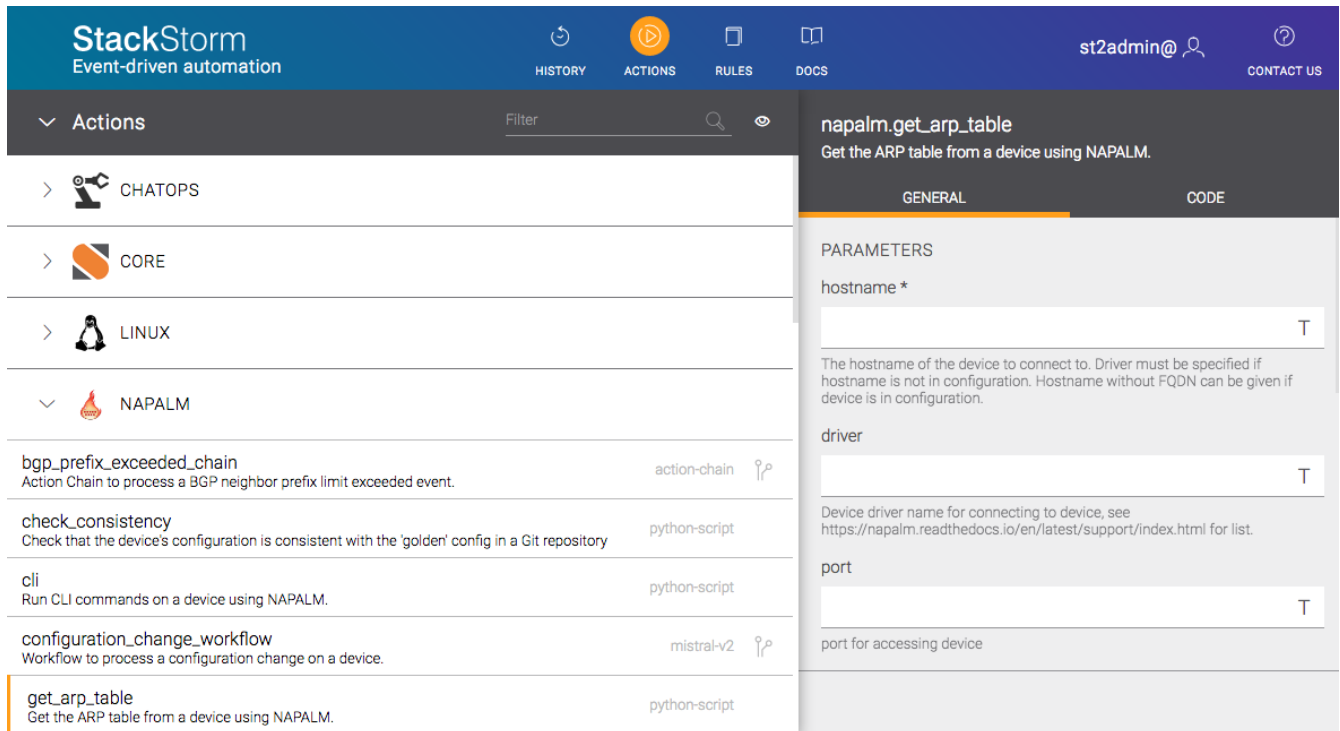 StackStorm
Event-driven automation
HISTORY
ACTIONS
RULES
DOCS
st2admin@
CONTACT US
Actions
Filter
CHATOPS
CORE
LINUX
NAPALM
bgp_prefix_exceeded_chain
Action Chain to process a BGP neighbor prefix limit exceeded event.
action-chain
check_consistency
Check that the device's configuration is consistent with the 'golden' config in a Git repository
python-script
cli
Run CLI commands on a device using NAPALM.
python-script
configuration_change_workflow
Workflow to process a configuration change on a device.
mistral-v2
get_arp_table
Get the ARP table from a device using NAPALM.
python-script
napalm.get_arp_table
Get the ARP table from a device using NAPALM.
GENERAL
CODE
PARAMETERS
hostname *
T
The hostname of the device to connect to. Driver must be specified if
hostname is not in configuration. Hostname without FQDN can be given if
device is in configuration.
driver
T
Device driver name for connecting to device, see
https://napalm.readthedocs.io/en/latest/support/index.html for list.
port
T
port for accessing device